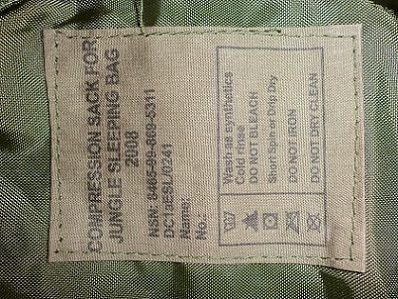 COMPRESSION SACK FOR
JUNGLE SLEEPING BAG
2008
NSN: 8465-99-869-5311
DC1BESL/0241
Name:
No.:
Wash as synthetics
Cold rinse
DO NOT BLEACH
Short Spin or Drip Dry
DO NOT IRON
DO NOT DRY CLEAN